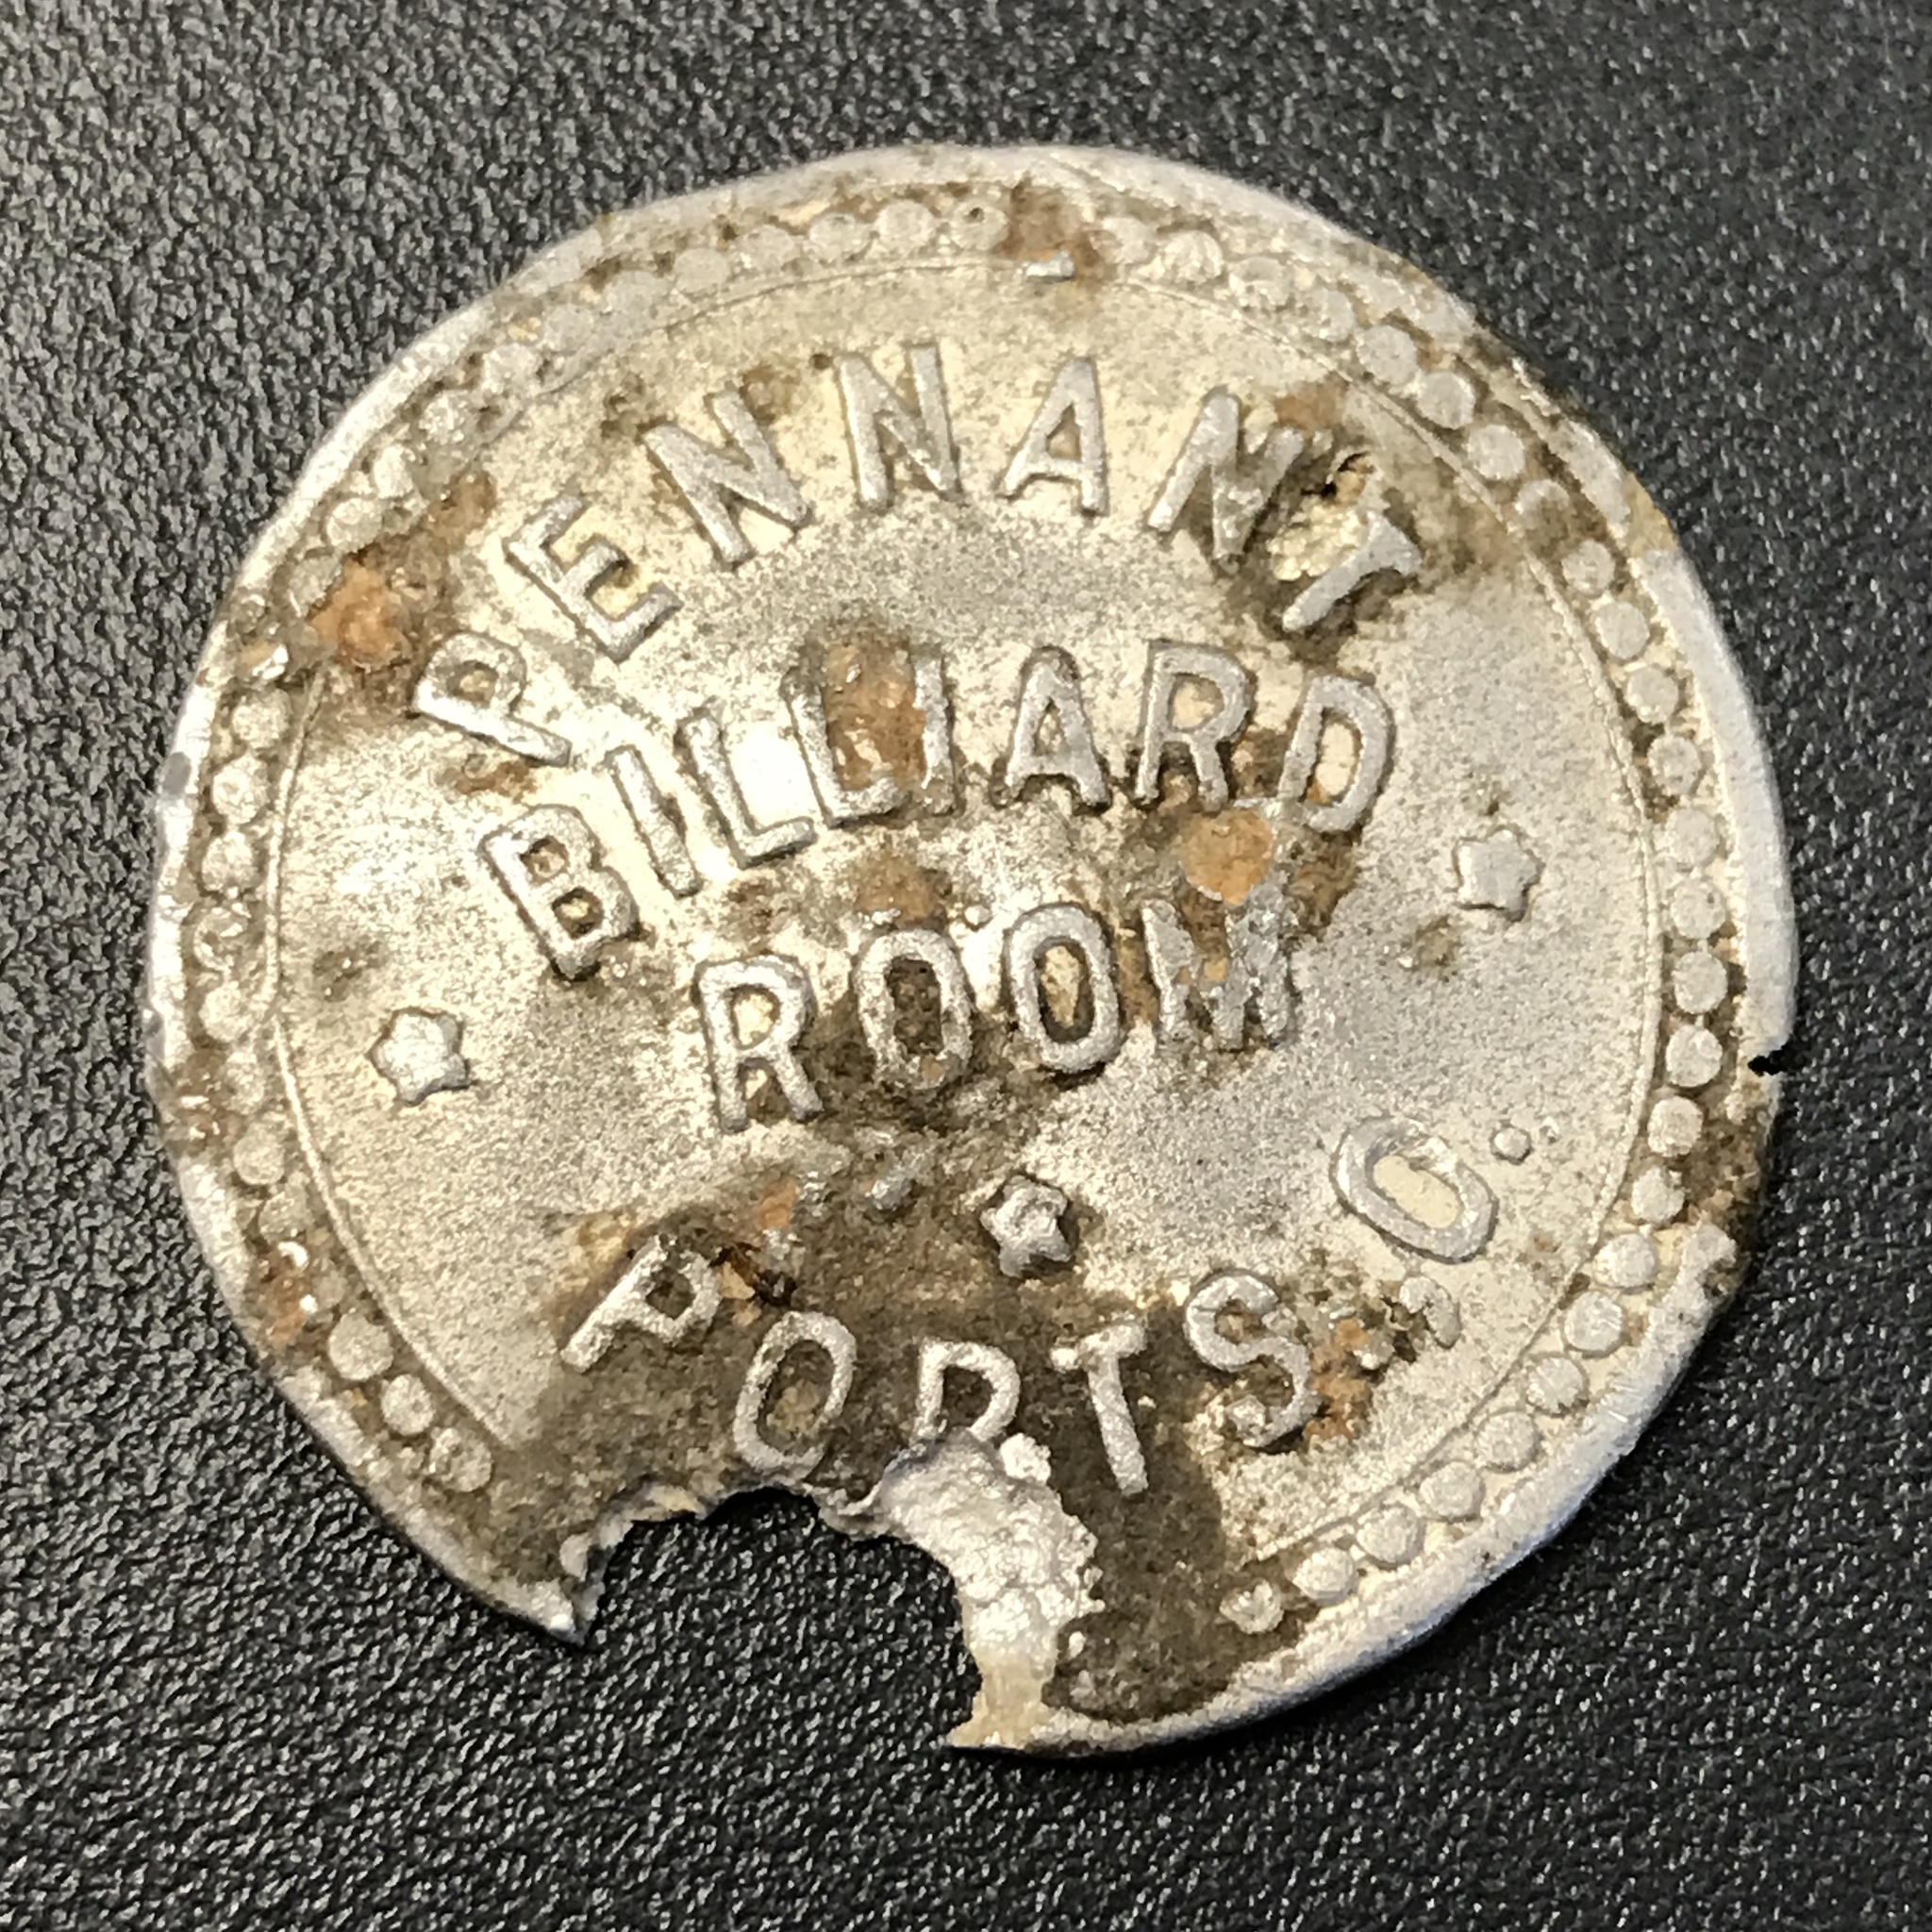 PENNANT
BILLIARD
ROOM
PORTS, O.